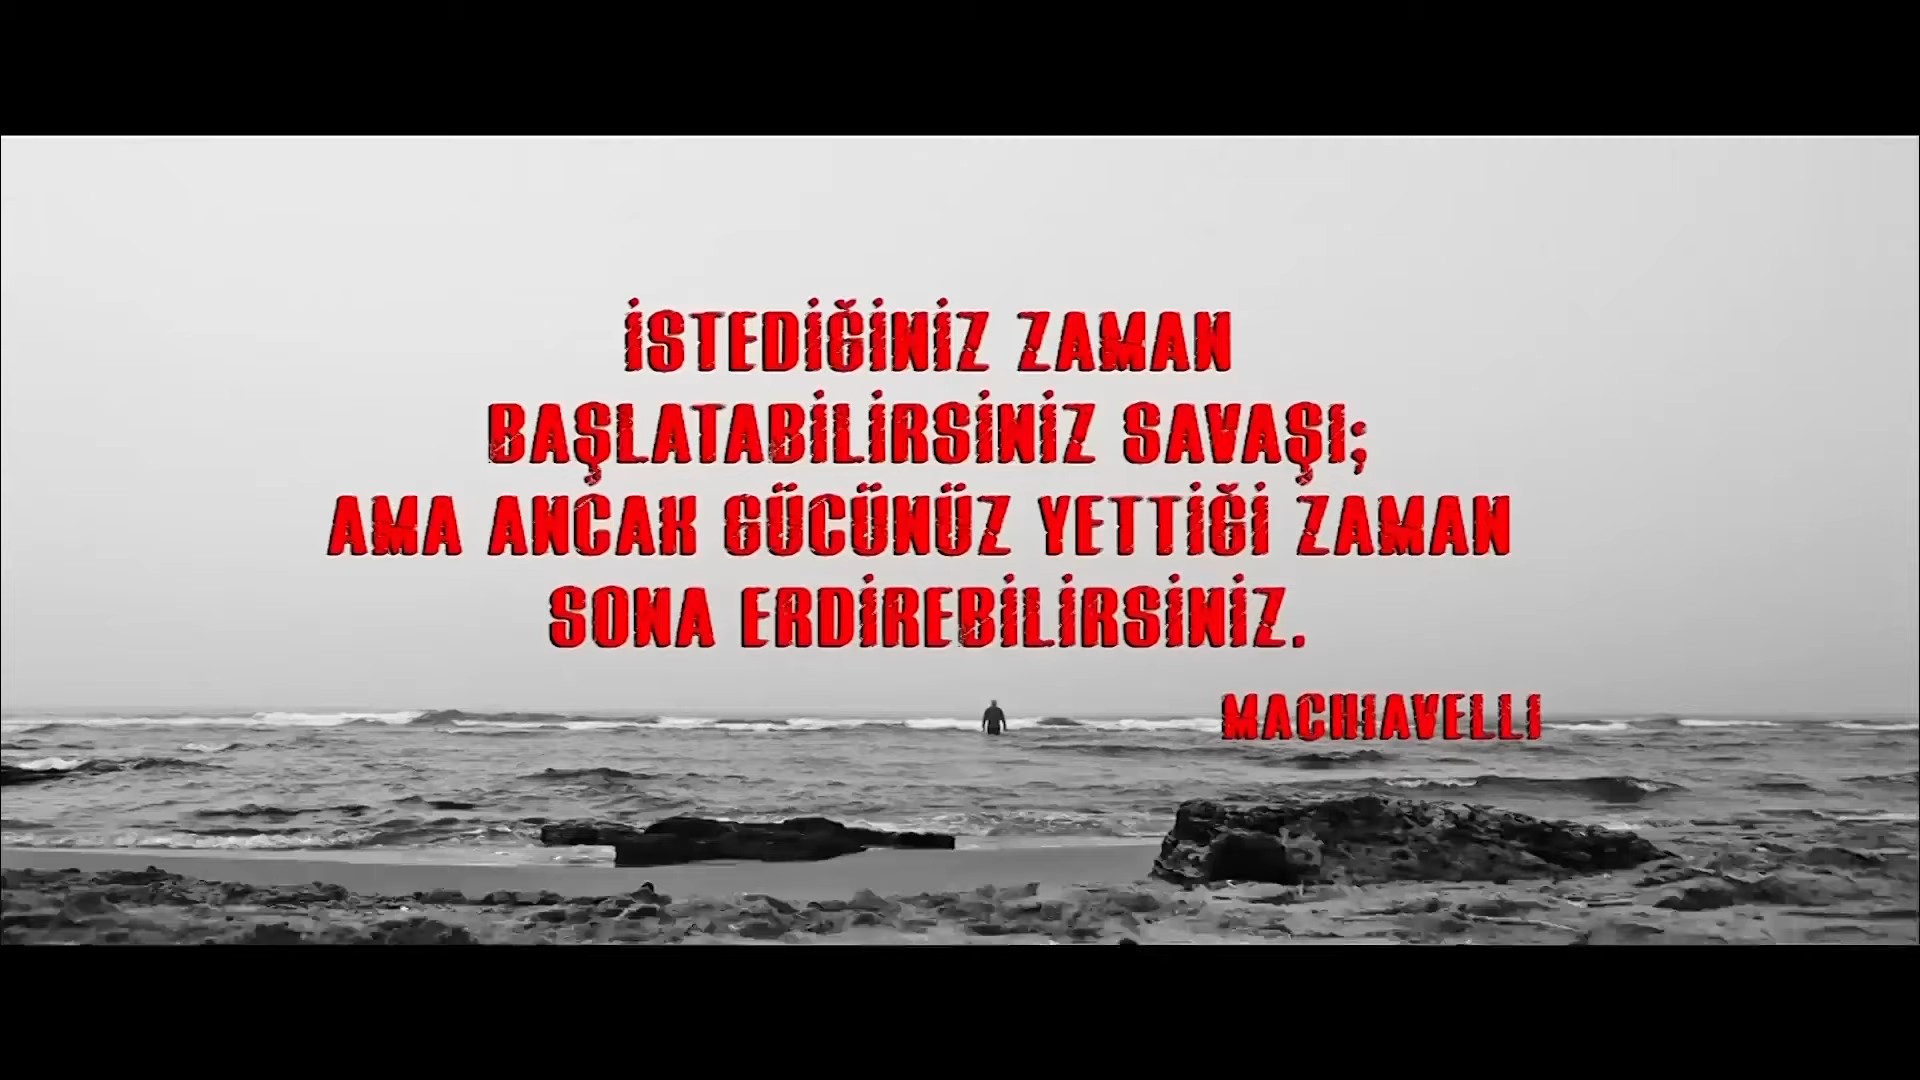 İSTEDİĞİNİZ ZAMAN
BAŞLATABİLİRSİNİZ SAVAŞI;
AMA ANCAK GÜCÜNÜZ YETTİĞİ ZAMAN
SONA ERDİREBİLİRSİNİZ.
MACHIAVELLI